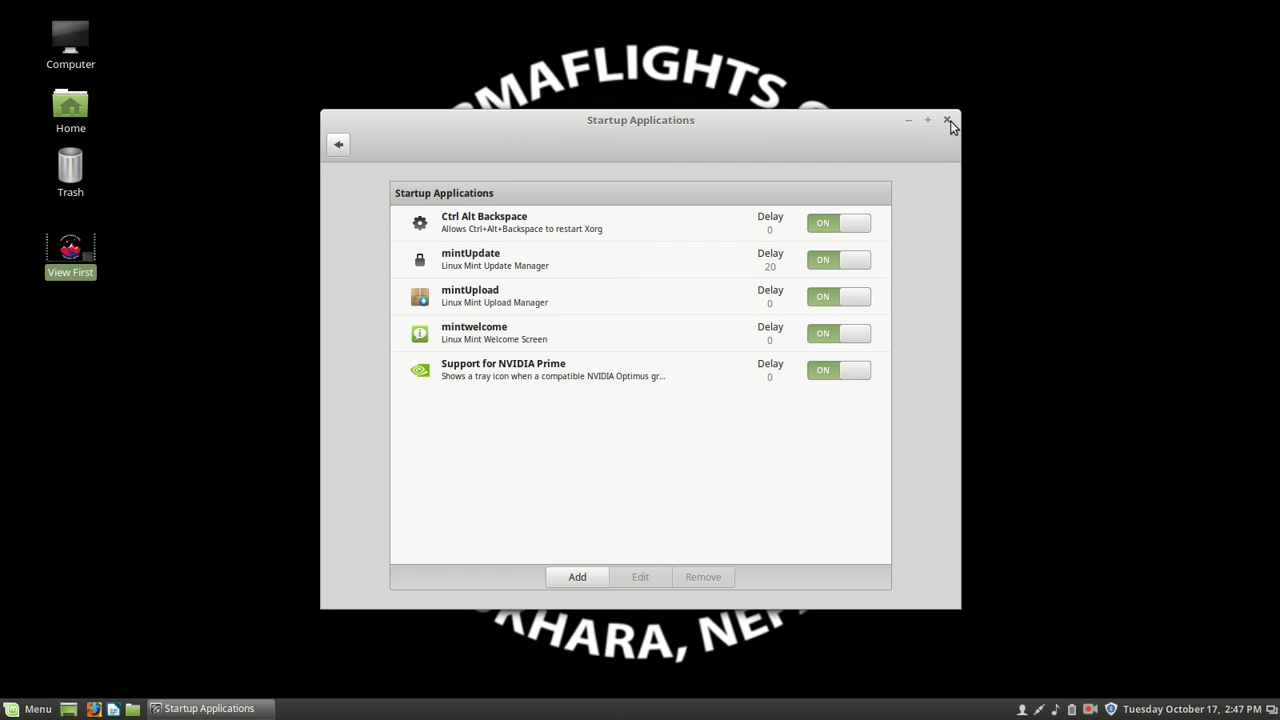 Computer
Home
Trash
View First
RMAFLIGHTS
Startup Applications
Startup Applications
Ctrl Alt Backspace
Allows Ctrl+Alt+Backspace to restart Xorg
Delay
0
ON
mintUpdate
Linux Mint Update Manager
Delay
20
ON
mintUpload
Linux Mint Upload Manager
Delay
0
ON
mintwelcome
Linux Mint Welcome Screen
Delay
0
ON
Support for NVIDIA Prime
Shows a tray icon when a compatible NVIDIA Optimus gr...
Delay
0
ON
Add
Edit
Remove
KHARA, NEP
Menu
Startup Applications
Tuesday October 17, 2:47 PM